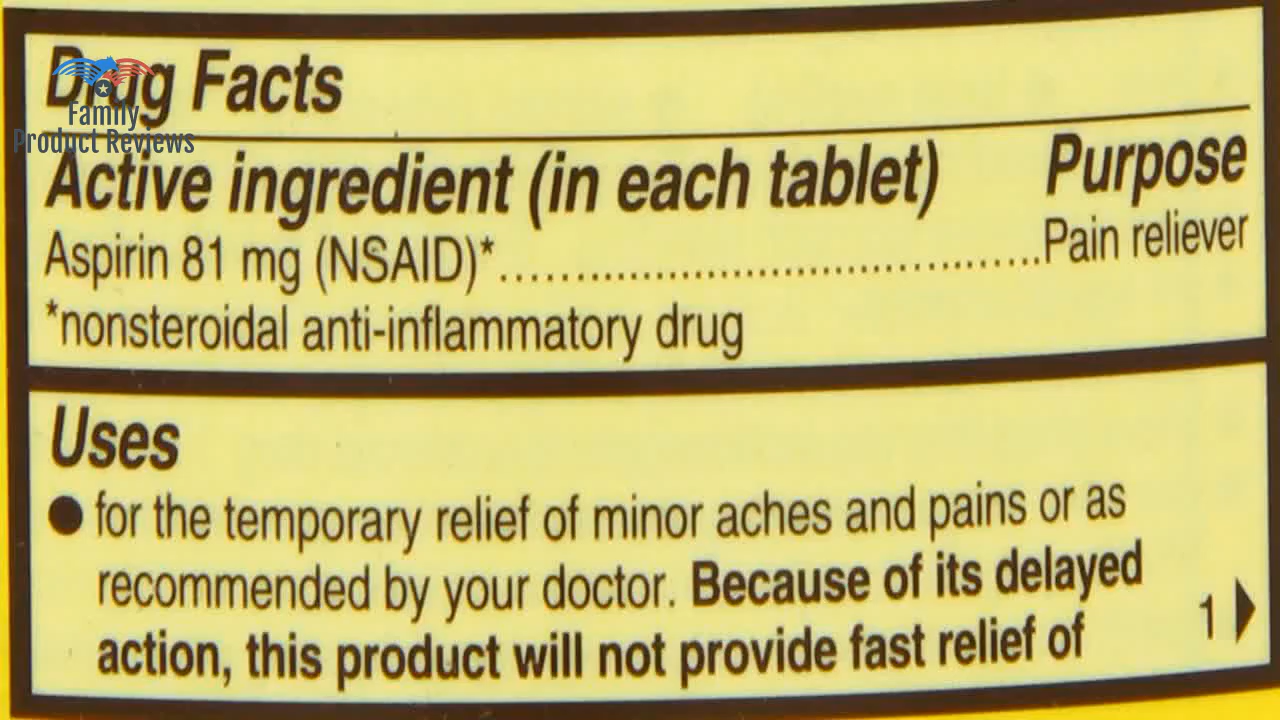 Drug Facts
Family
Product Reviews
Active ingredient (in each tablet) Purpose
Aspirin 81 mg (NSAID)*........................................Pain reliever
*nonsteroidal anti-inflammatory drug
Uses
● for the temporary relief of minor aches and pains or as
recommended by your doctor. Because of its delayed
action, this product will not provide fast relief of
1